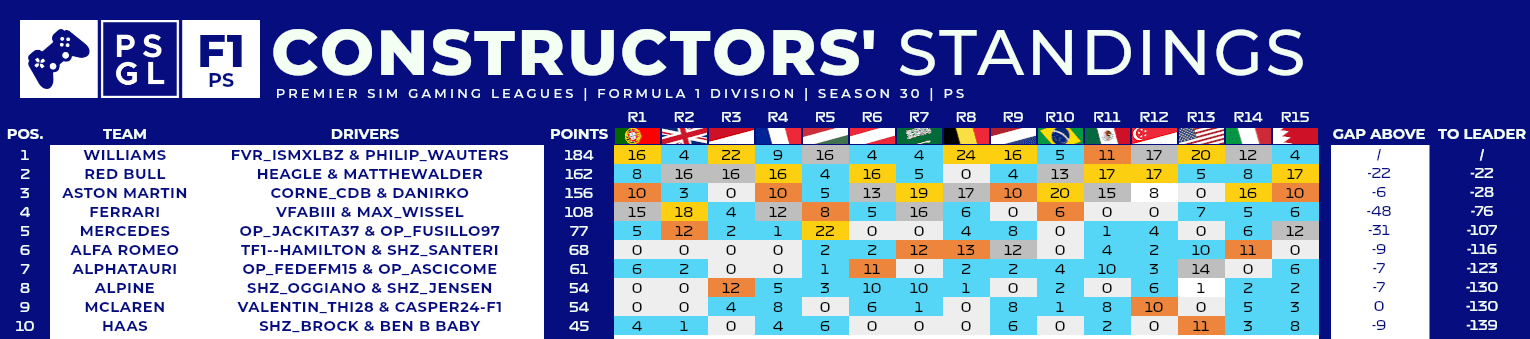 PS
GL
F1
PS
CONSTRUCTORS' STANDINGS
PREMIER SIM GAMING LEAGUES | FORMULA 1 DIVISION | SEASON 30 | PS
R1 R2 R3 R4 R5 R6 R7 R8 R9 R10 R11 R12 R13 R14 R15
POS. TEAM DRIVERS POINTS GAP ABOVE TO LEADER
1 WILLIAMS FVR_ISMXLBZ & PHILIP_WAUTERS 184 16 4 22 9 16 4 4 24 16 5 11 17 20 12 4 / /
2 RED BULL HEAGLE & MATTHEWALDER 162 8 16 16 16 4 16 5 0 4 13 17 17 5 8 17 -22 -22
3 ASTON MARTIN CORNE_CDB & DANIRKO 156 10 3 0 10 5 13 19 17 10 20 15 8 0 16 10 -6 -28
4 FERRARI VFABIII & MAX_WISSEL 108 15 18 4 12 8 5 16 6 0 6 0 0 7 5 6 -48 -76
5 MERCEDES OP_JACKITA37 & OP_FUSILLO97 77 5 12 2 1 22 0 0 4 8 0 1 4 0 6 12 -31 -107
6 ALFA ROMEO TF1--HAMILTON & SHZ_SANTERI 68 0 0 0 0 2 2 12 13 12 0 4 2 10 11 0 -9 -116
7 ALPHATAURI OP_FEDEFM15 & OP_ASCICOME 61 6 2 0 0 1 11 0 2 2 4 10 3 14 0 6 -7 -123
8 ALPINE SHZ_OGGIANO & SHZ_JENSEN 54 0 0 12 5 3 10 10 1 0 2 0 6 1 2 2 -7 -130
9 MCLAREN VALENTIN_THI28 & CASPER24-F1 54 0 0 4 8 0 6 1 0 8 1 8 10 0 5 3 0 -130
10 HAAS SHZ_BROCK & BEN B BABY 45 4 1 0 4 6 0 0 0 6 0 2 0 11 3 8 -9 -139